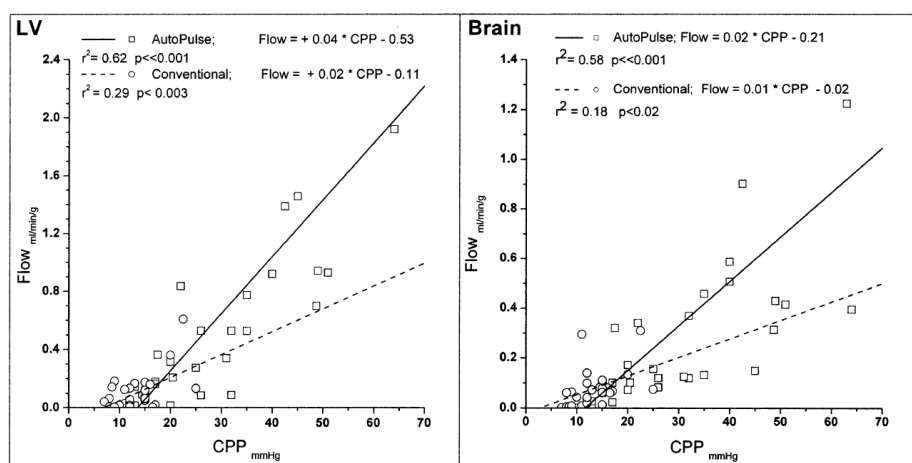 LV
AutoPulse; Flow = + 0.04 * CPP - 0.53
r²= 0.62 p<<0.001
Conventional; Flow = + 0.02 * CPP - 0.11
r²= 0.29 p< 0.003
2.4
2.0
1.6
1.2
0.8
0.4
0.0
Flow ml/min/g
0 10 20 30 40 50 60 70
CPP mmHg
Brain
AutoPulse; Flow = 0.02 * CPP - 0.21
r² = 0.58 p<<0.001
Conventional; Flow = 0.01 * CPP - 0.02
r² = 0.18 p<0.02
1.4
1.2
1.0
0.8
0.6
0.4
0.2
0.0
Flow ml/min/g
0 10 20 30 40 50 60 70
CPP mmHg